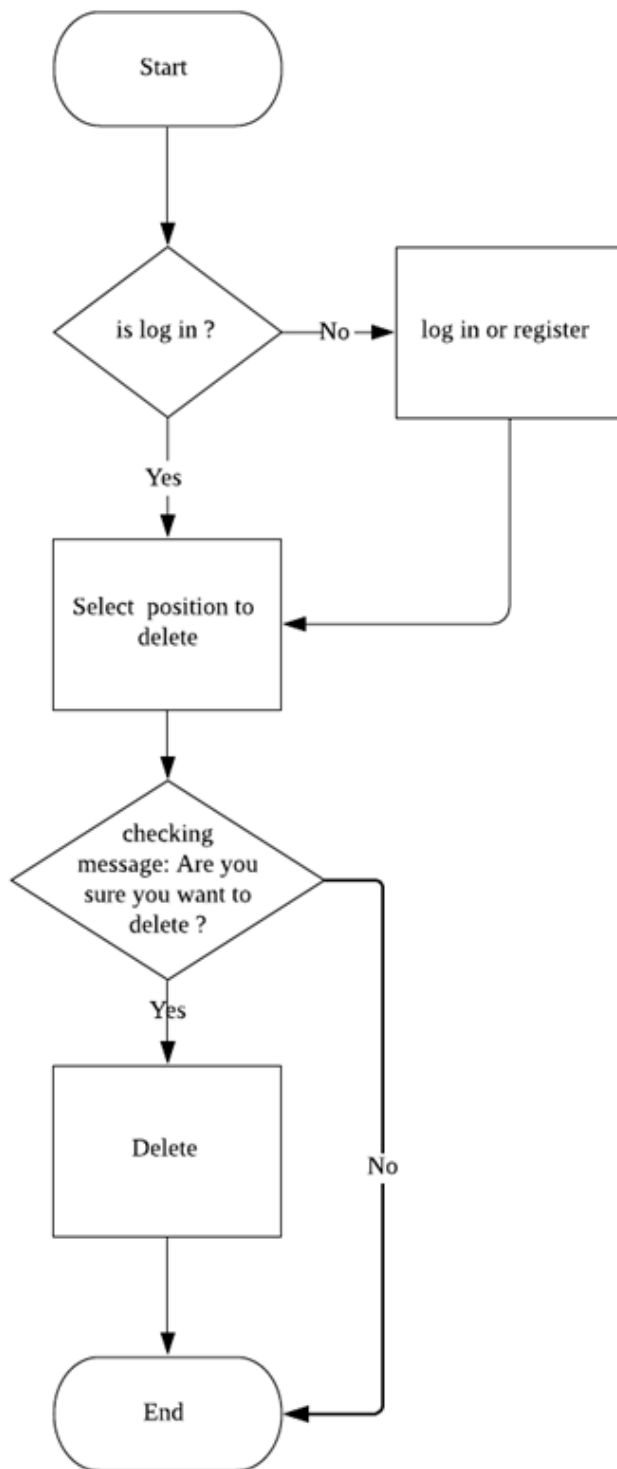 Start
is log in ?
No
log in or register
Yes
Select position to
delete
checking
message: Are you
sure you want to
delete ?
Yes
Delete
No
End